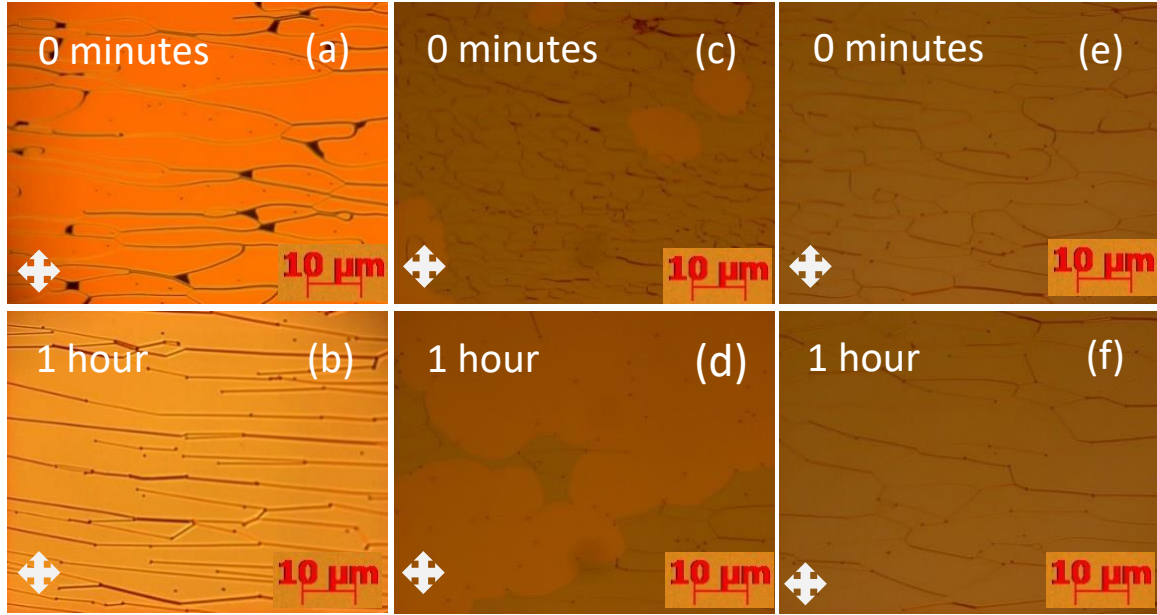 0 minutes (a)
10 µm
0 minutes (c)
10 µm
0 minutes (e)
10 µm
1 hour (b)
10 µm
1 hour (d)
10 µm
1 hour (f)
10 µm